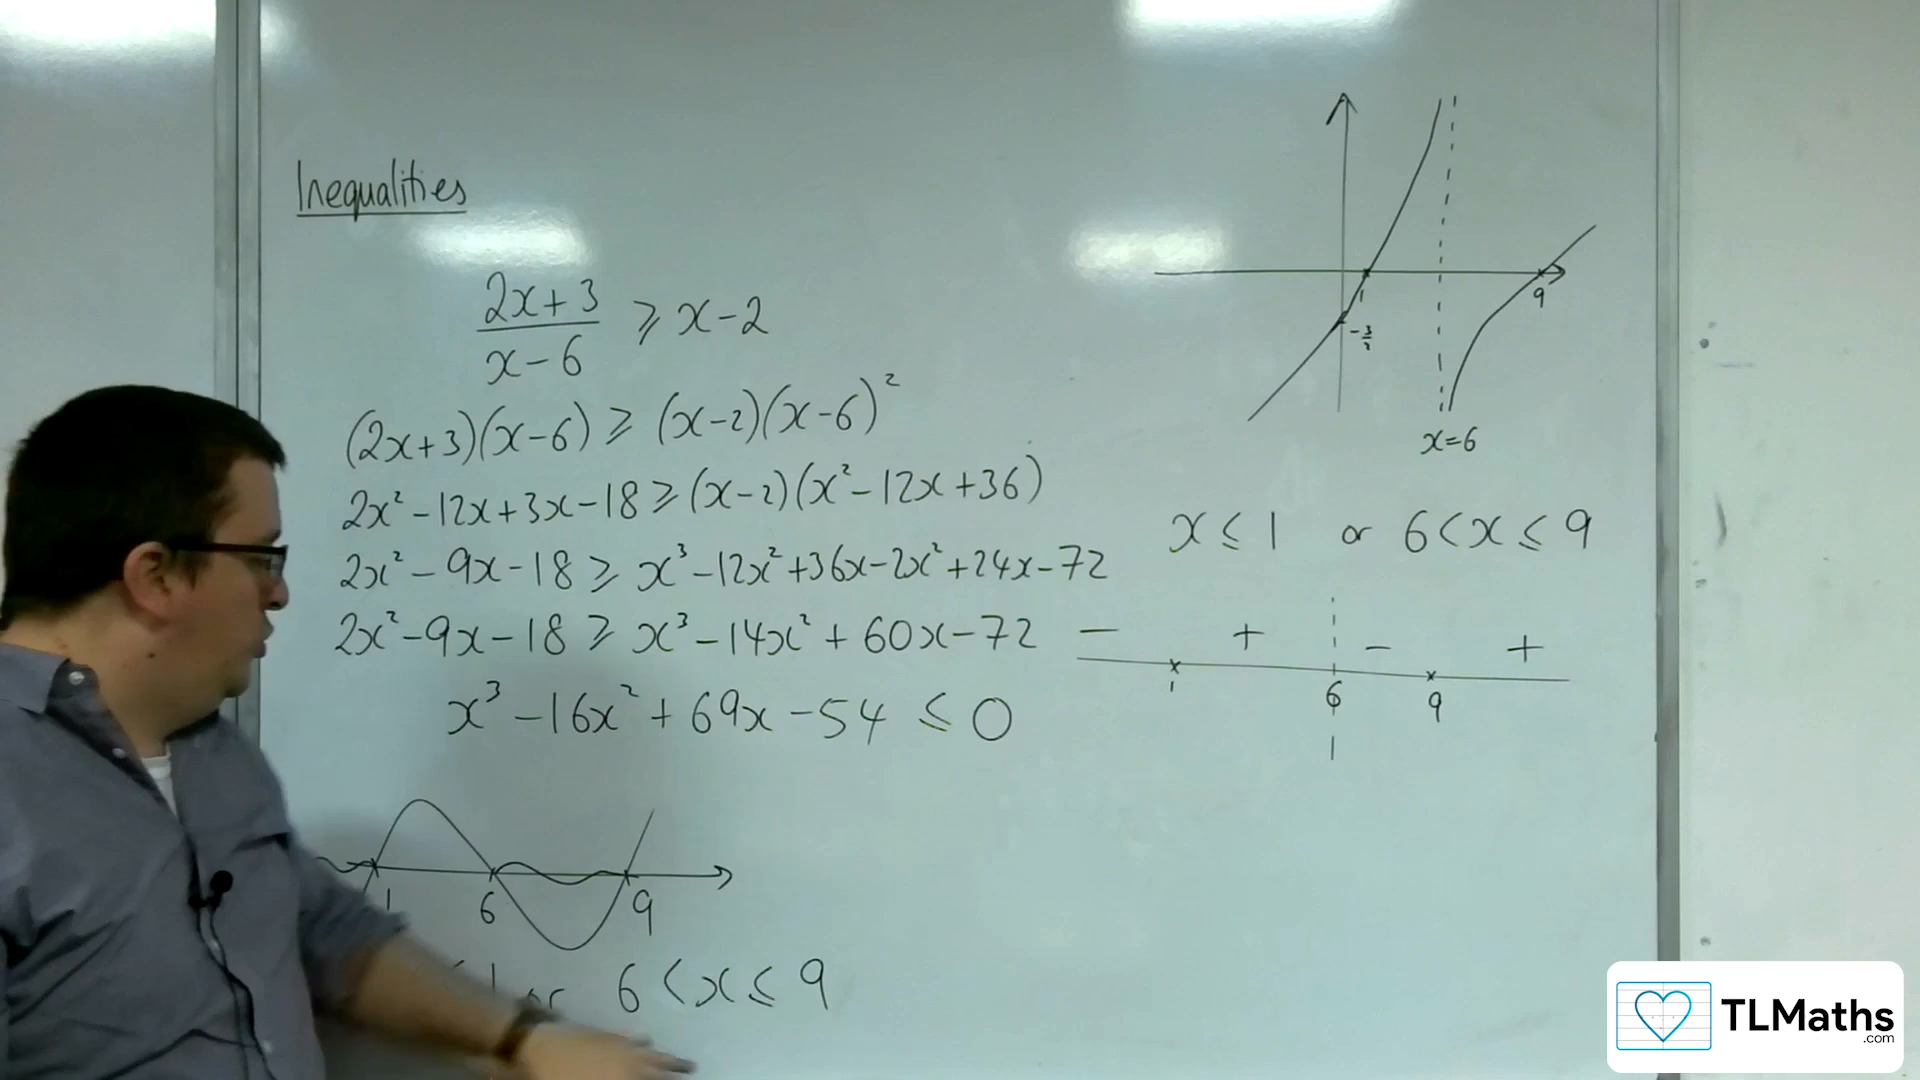 Inequalities
2x+3
x-6
⩾ x-2
(2x+3)(x-6) ⩾ (x-2)(x-6)²
2x²-12x+3x-18 ⩾ (x-2)(x²-12x+36)
2x²-9x-18 ⩾ x³-12x²+36x-2x²+24x-72
2x²-9x-18 ⩾ x³-14x²+60x-72
x³-16x²+69x-54 ⩽ 0
1 6 9
1 or 6<x⩽9
1 9
-3/2
x=6
x⩽1 or 6<x⩽9
- + - +
1 6 9
TLMaths
.com